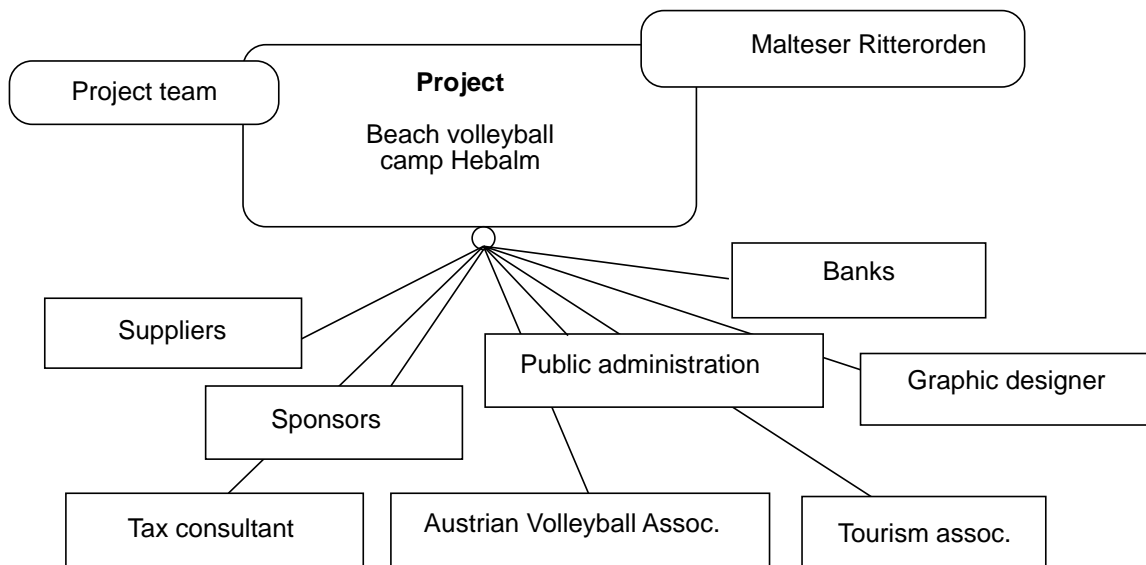 Malteser Ritterorden
Project team
Project
Beach volleyball
camp Hebalm
Banks
Suppliers
Public administration
Graphic designer
Sponsors
Tax consultant
Austrian Volleyball Assoc.
Tourism assoc.